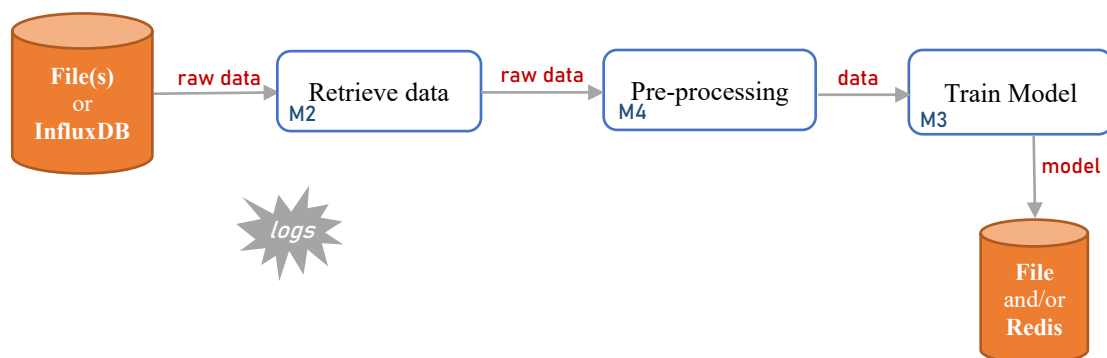 File(s)
or
InfluxDB
raw data
Retrieve data
M2
raw data
Pre-processing
M4
data
Train Model
M3
model
logs
File
and/or
Redis